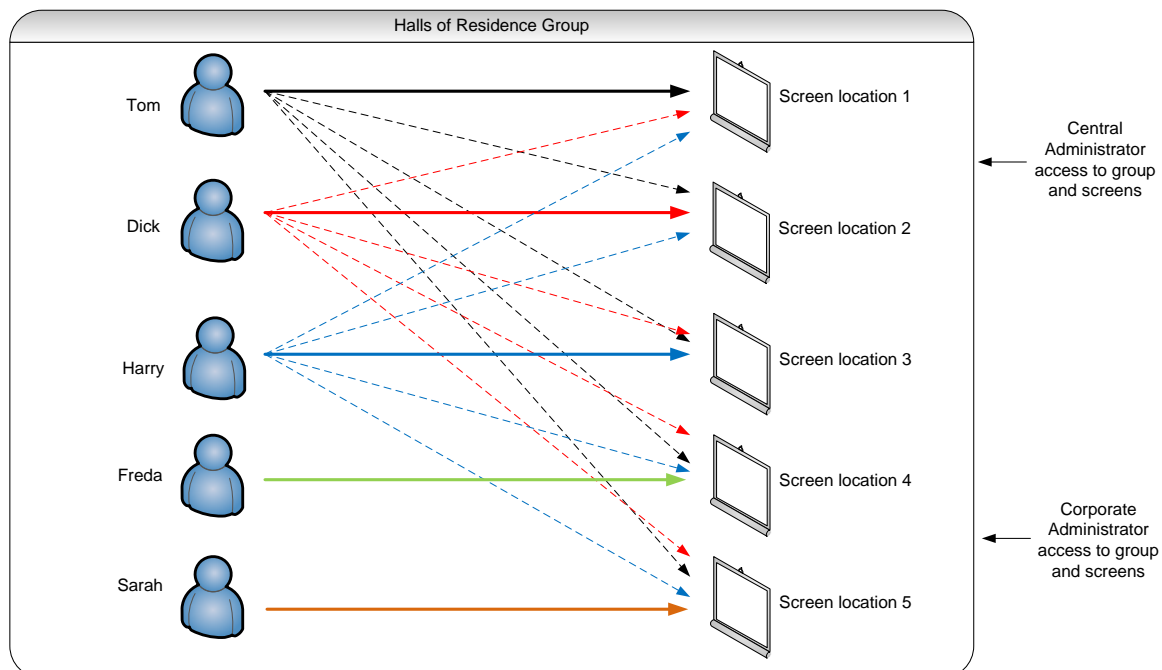 Halls of Residence Group
Tom
Screen location 1
Central
Administrator
access to group
and screens
Dick
Screen location 2
Harry
Screen location 3
Freda
Screen location 4
Corporate
Administrator
access to group
and screens
Sarah
Screen location 5